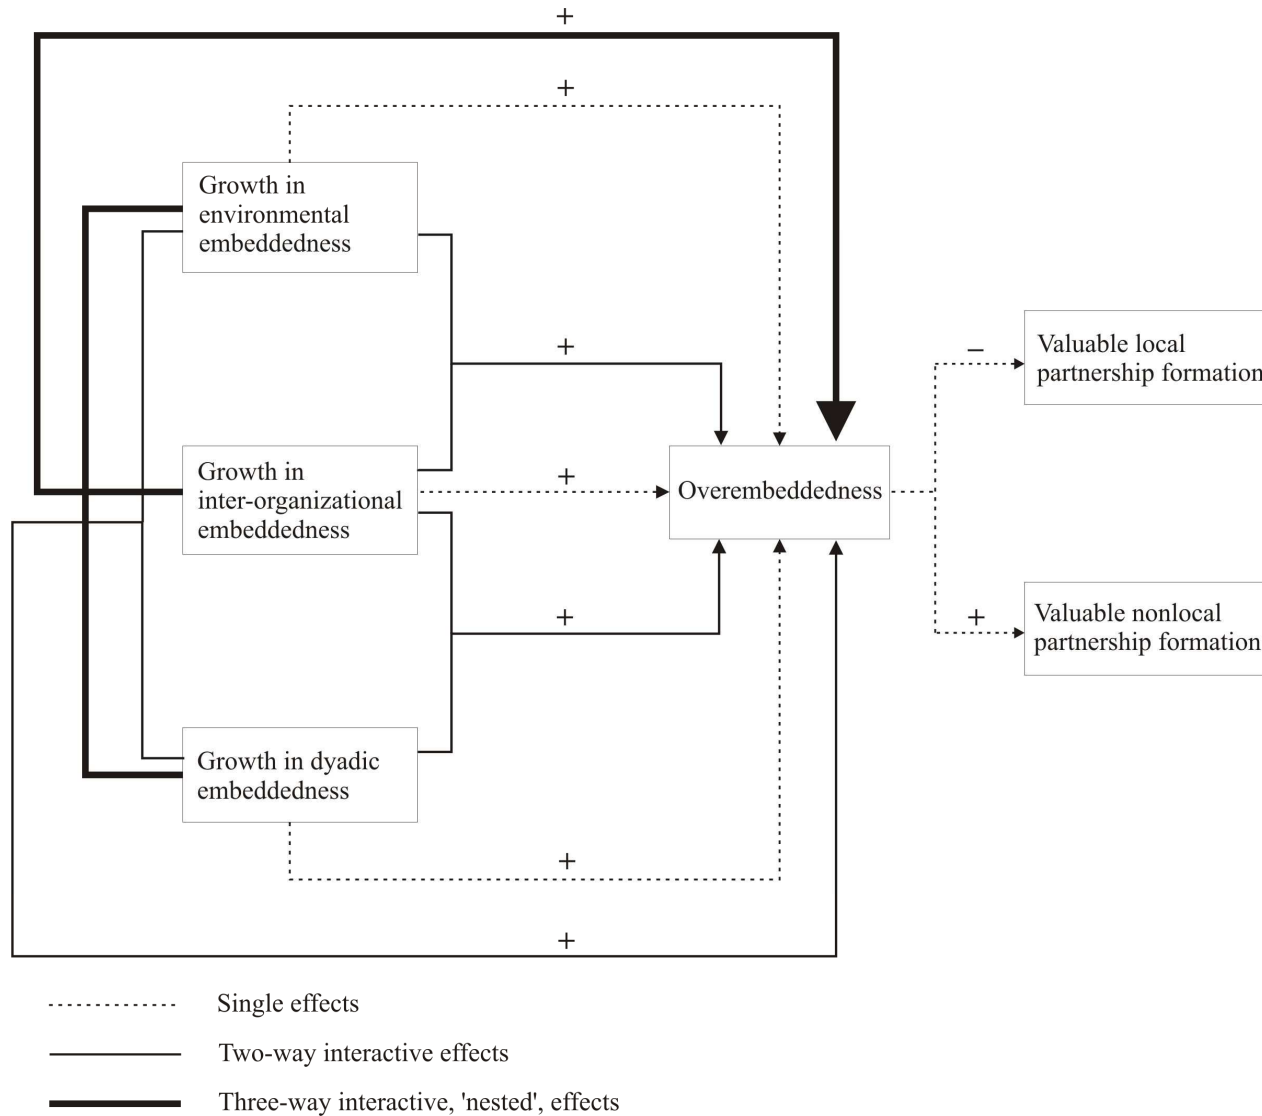 +
+
Growth in
environmental
embeddedness
+
−
Valuable local
partnership formation
Growth in
inter-organizational
embeddedness
+
Overembeddedness
+
+
Valuable nonlocal
partnership formation
Growth in dyadic
embeddedness
+
+
Single effects
Two-way interactive effects
Three-way interactive, 'nested', effects